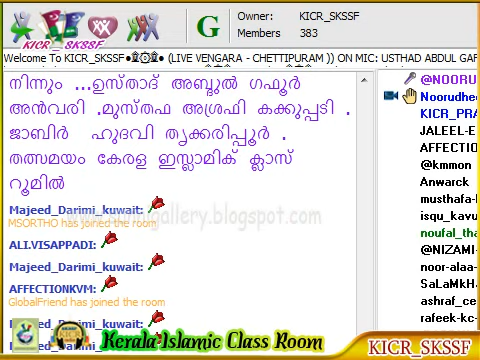 KICR_SKSSF
G
Owner: KICR_SKSSF
Members 383
Welcome To KICR_SKSSF (LIVE VENGARA - CHETTIPURAM )) ON MIC: USTHAD ABDUL GAF
നിന്നും ...ഉസ്താദ് അബ്ദുൽ ഗഫൂർ
അൻവരി .മുസ്തഫ അശ്രഫി കക്കുപ്പടി .
ജാബിർ ഹുദവി തൃക്കരിപ്പൂർ .
തത്സമയം കേരള ഇസ്ലാമിക് ക്ലാസ്
റൂമിൽ
Majeed_Darimi_kuwait:
MSORTHO has joined the room
ALI.VISAPPADI:
Majeed_Darimi_kuwait:
AFFECTIONKVM:
GlobalFriend has joined the room
Majeed_Darimi_kuwait:
@NOORU
Noorudhe
KICR_PRA
JALEEL-E
AFFECTIO
@kmmon
Anwarck
musthafa-
isqu_kavu
noufal_tha
@NIZAMI
noor-alaa-
SaLaMkH
ashraf_ce
rafeek-kc-
Kerala Islamic Class Room
KICR_SKSSF